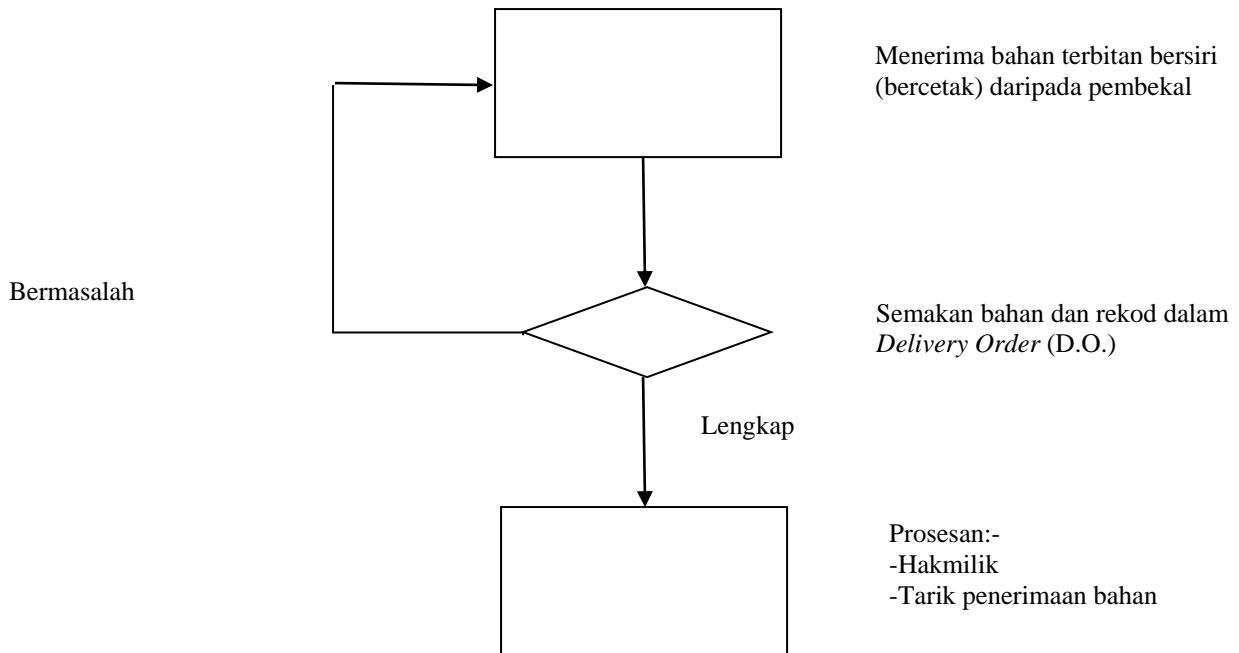 Menerima bahan terbitan bersiri
(bercetak) daripada pembekal
Bermasalah
Semakan bahan dan rekod dalam
Delivery Order (D.O.)
Lengkap
Prosesan:-
-Hakmilik
-Tarik penerimaan bahan